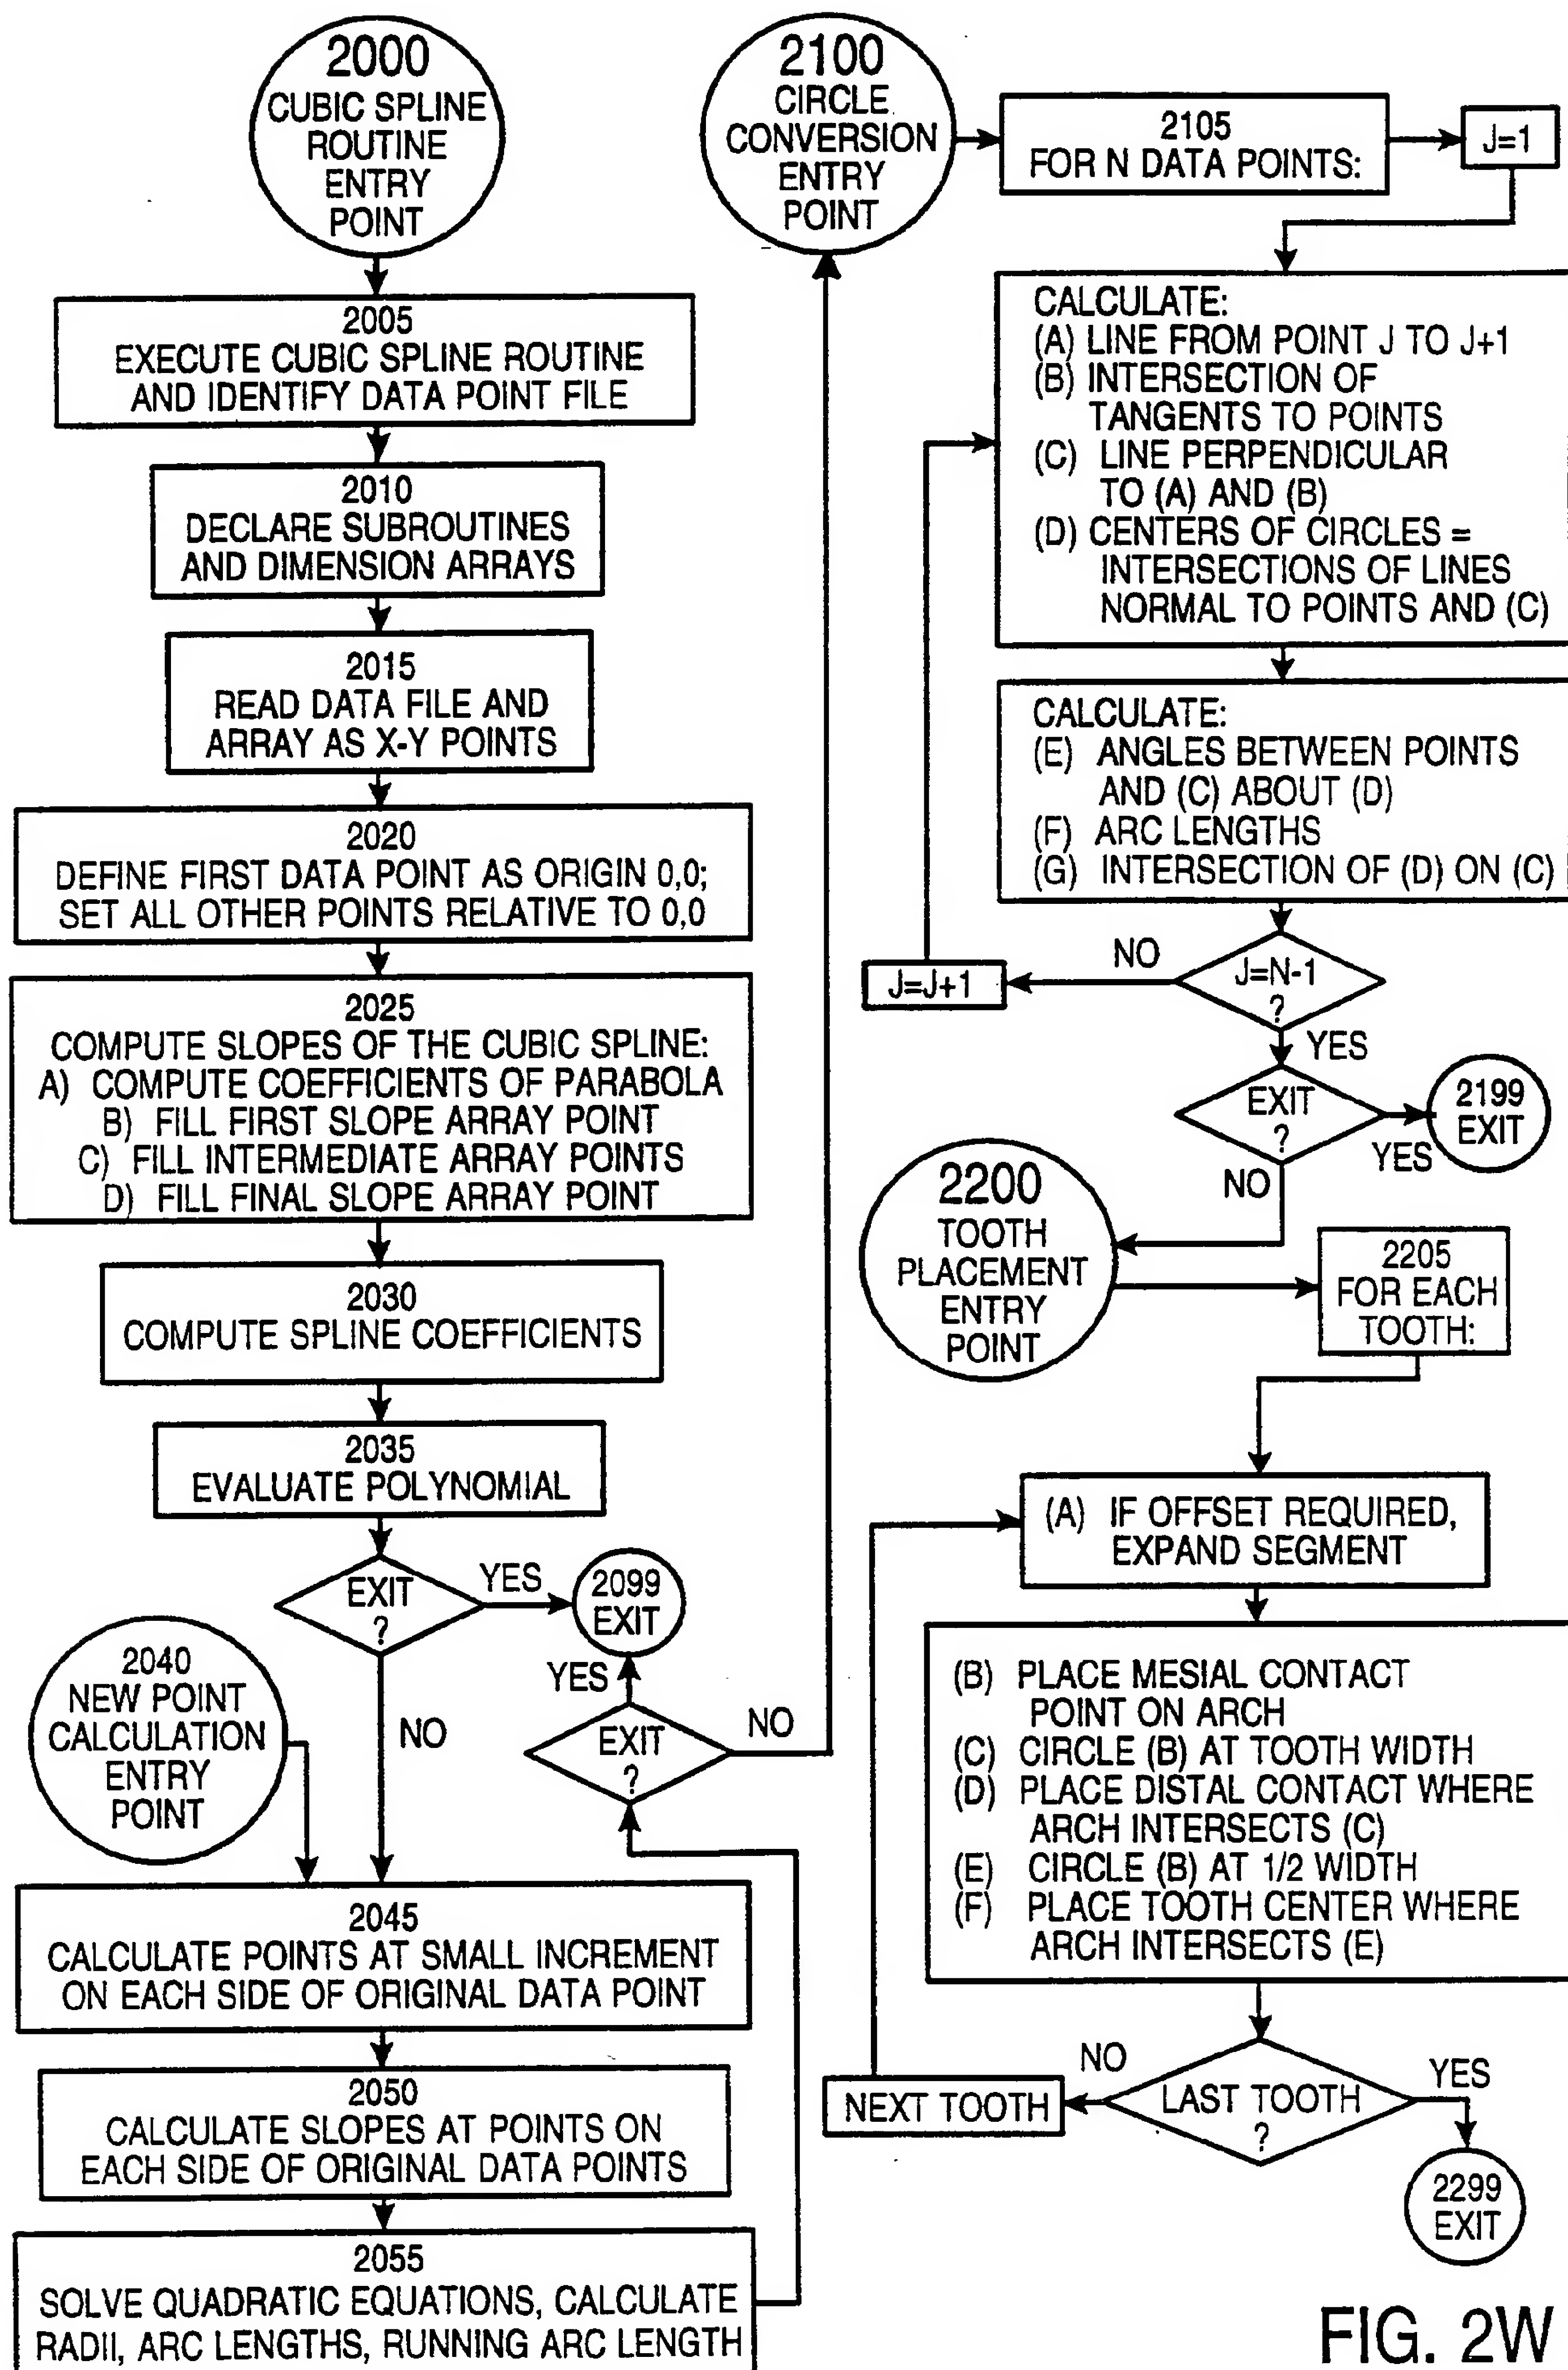 2000
CUBIC SPLINE
ROUTINE
ENTRY
POINT
2005
EXECUTE CUBIC SPLINE ROUTINE
AND IDENTIFY DATA POINT FILE
2010
DECLARE SUBROUTINES
AND DIMENSION ARRAYS
2015
READ DATA FILE AND
ARRAY AS X-Y POINTS
2020
DEFINE FIRST DATA POINT AS ORIGIN 0,0;
SET ALL OTHER POINTS RELATIVE TO 0,0
2025
COMPUTE SLOPES OF THE CUBIC SPLINE:
A) COMPUTE COEFFICIENTS OF PARABOLA
B) FILL FIRST SLOPE ARRAY POINT
C) FILL INTERMEDIATE ARRAY POINTS
D) FILL FINAL SLOPE ARRAY POINT
2030
COMPUTE SPLINE COEFFICIENTS
2035
EVALUATE POLYNOMIAL
EXIT
?
YES
2099
EXIT
NO
2040
NEW POINT
CALCULATION
ENTRY
POINT
YES
EXIT
?
NO
2045
CALCULATE POINTS AT SMALL INCREMENT
ON EACH SIDE OF ORIGINAL DATA POINT
2050
CALCULATE SLOPES AT POINTS ON
EACH SIDE OF ORIGINAL DATA POINTS
2055
SOLVE QUADRATIC EQUATIONS, CALCULATE
RADII, ARC LENGTHS, RUNNING ARC LENGTH
2100
CIRCLE
CONVERSION
ENTRY
POINT
2105
FOR N DATA POINTS:
J=1
CALCULATE:
(A) LINE FROM POINT J TO J+1
(B) INTERSECTION OF
TANGENTS TO POINTS
(C) LINE PERPENDICULAR
TO (A) AND (B)
(D) CENTERS OF CIRCLES =
INTERSECTIONS OF LINES
NORMAL TO POINTS AND (C)
CALCULATE:
(E) ANGLES BETWEEN POINTS
AND (C) ABOUT (D)
(F) ARC LENGTHS
(G) INTERSECTION OF (D) ON (C)
J=N-1
?
NO
J=J+1
YES
EXIT
?
YES
2199
EXIT
NO
2200
TOOTH
PLACEMENT
ENTRY
POINT
2205
FOR EACH
TOOTH:
(A) IF OFFSET REQUIRED,
EXPAND SEGMENT
(B) PLACE MESIAL CONTACT
POINT ON ARCH
(C) CIRCLE (B) AT TOOTH WIDTH
(D) PLACE DISTAL CONTACT WHERE
ARCH INTERSECTS (C)
(E) CIRCLE (B) AT 1/2 WIDTH
(F) PLACE TOOTH CENTER WHERE
ARCH INTERSECTS (E)
LAST TOOTH
?
NO
NEXT TOOTH
YES
2299
EXIT
FIG. 2W